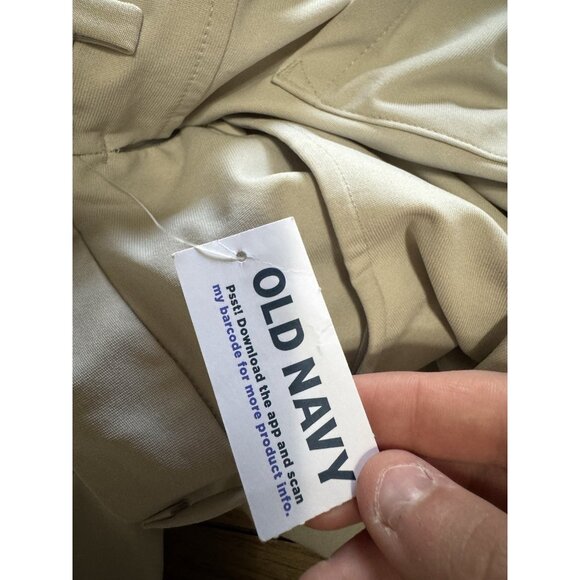 OLD NAVY
Psst! Download the app and scan
my barcode for more product info.